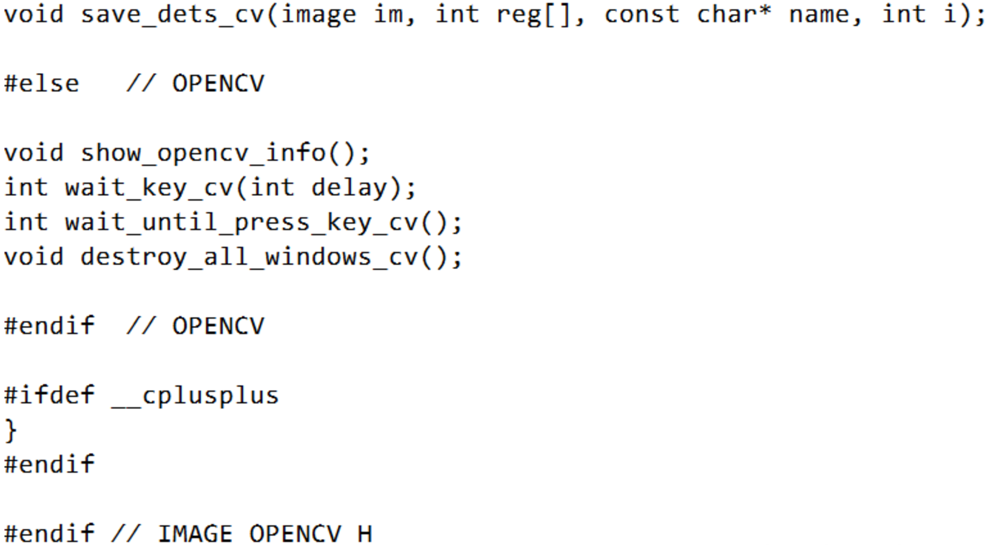 void save_dets_cv(image im, int reg[], const char* name, int i);
#else   // OPENCV
void show_opencv_info();
int wait_key_cv(int delay);
int wait_until_press_key_cv();
void destroy_all_windows_cv();
#endif  // OPENCV
#ifdef __cplusplus
}
#endif
#endif // IMAGE OPENCV H